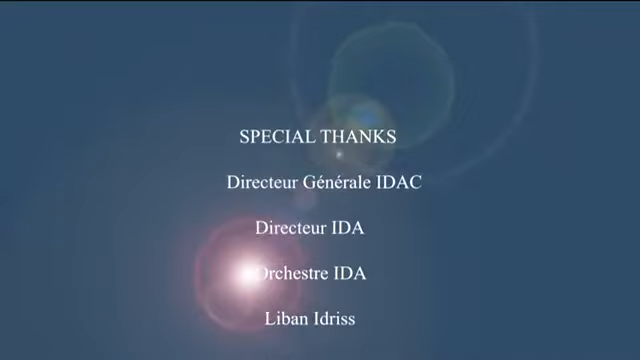 SPECIAL THANKS
Directeur Générale IDAC
Directeur IDA
Orchestre IDA
Liban Idriss